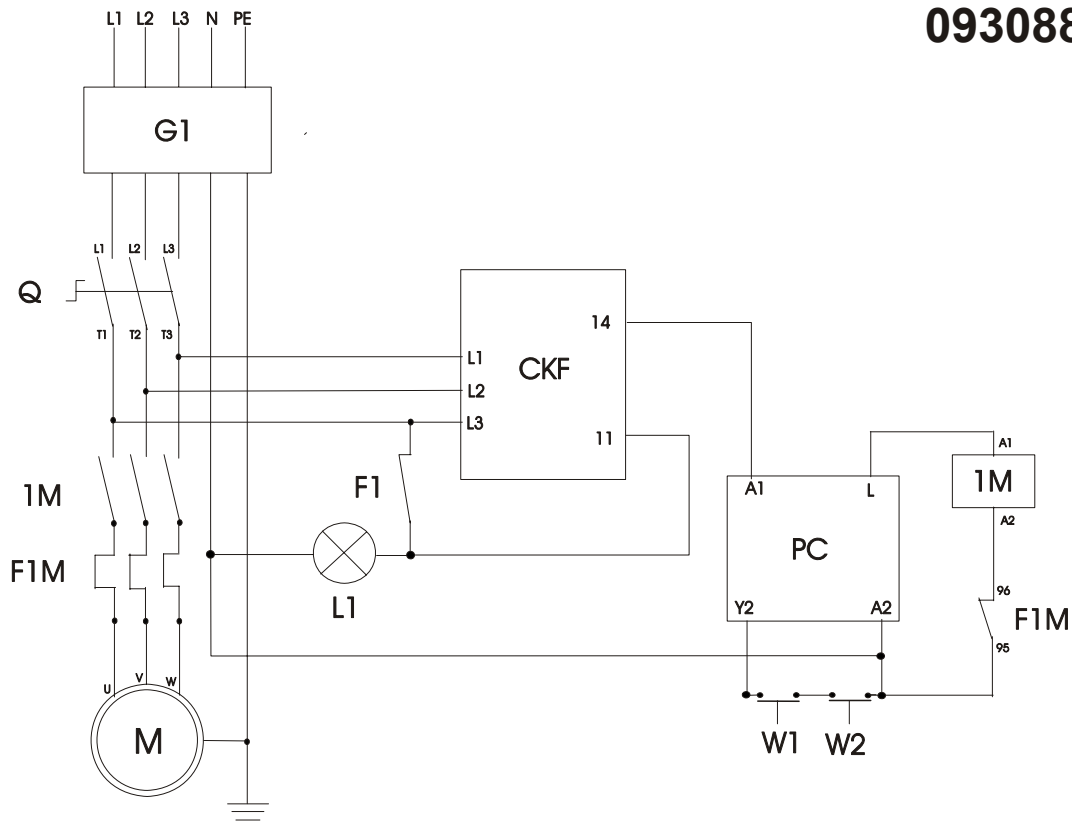 L1 L2 L3 N PE
093088
G1
L1 L2 L3
Q
T1 T2 T3
14
L1
CKF
L2
L3
11
A1
1M
F1
A1 L
1M
A2
PC
F1M
96
F1M
L1
Y2 A2
95
U V W
M
W1 W2